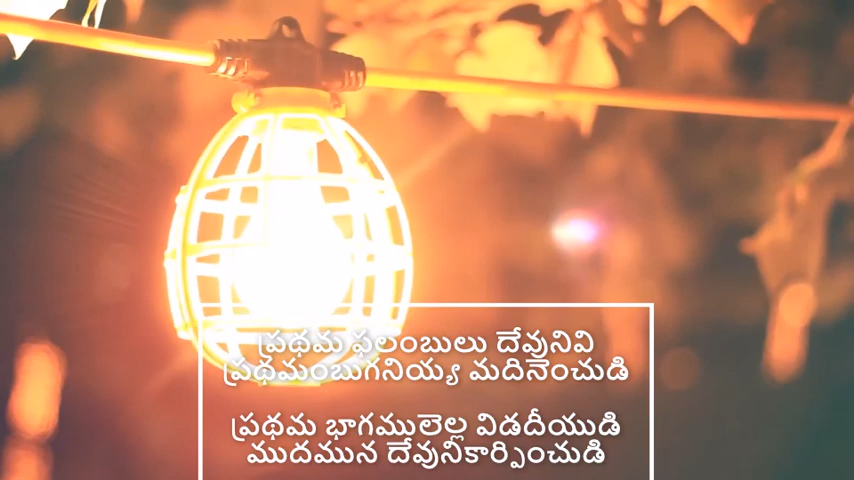 ప్రథమ ఫలంబులు దేవునివి
ప్రథమంబుగనియ్య మదినెంచుడి
ప్రథమ భాగములెల్ల విడదీయుడి
ముదమున దేవునికార్పించుడి